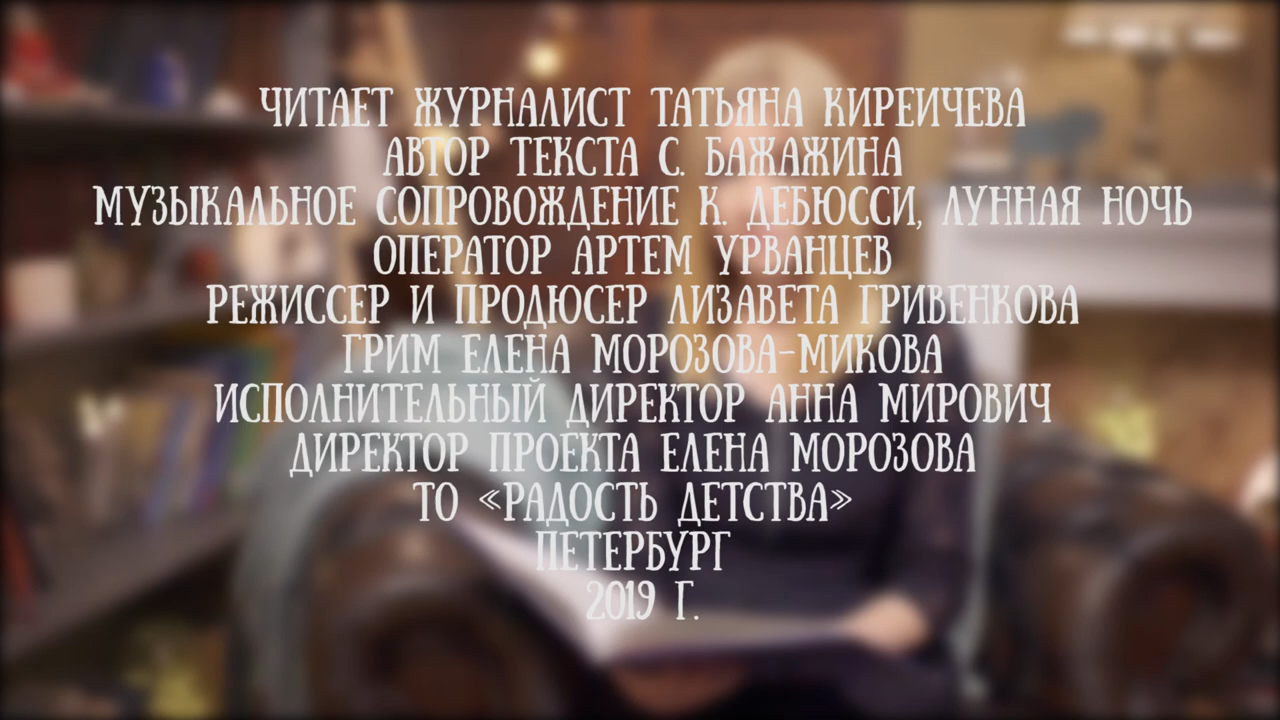 ЧИТАЕТ ЖУРНАЛИСТ ТАТЬЯНА КИРЕИЧЕВА
АВТОР ТЕКСТА С. БАЖАЖИНА
МУЗЫКАЛЬНОЕ СОПРОВОЖДЕНИЕ К. ДЕБЮССИ, ЛУННАЯ НОЧЬ
ОПЕРАТОР АРТЕМ УРВАНЦЕВ
РЕЖИССЕР И ПРОДЮСЕР ЛИЗАВЕТА ГРИВЕНКОВА
ГРИМ ЕЛЕНА МОРОЗОВА-МИКОВА
ИСПОЛНИТЕЛЬНЫЙ ДИРЕКТОР АННА МИРОВИЧ
ДИРЕКТОР ПРОЕКТА ЕЛЕНА МОРОЗОВА
ТО «РАДОСТЬ ДЕТСТВА»
ПЕТЕРБУРГ
2019 Г.